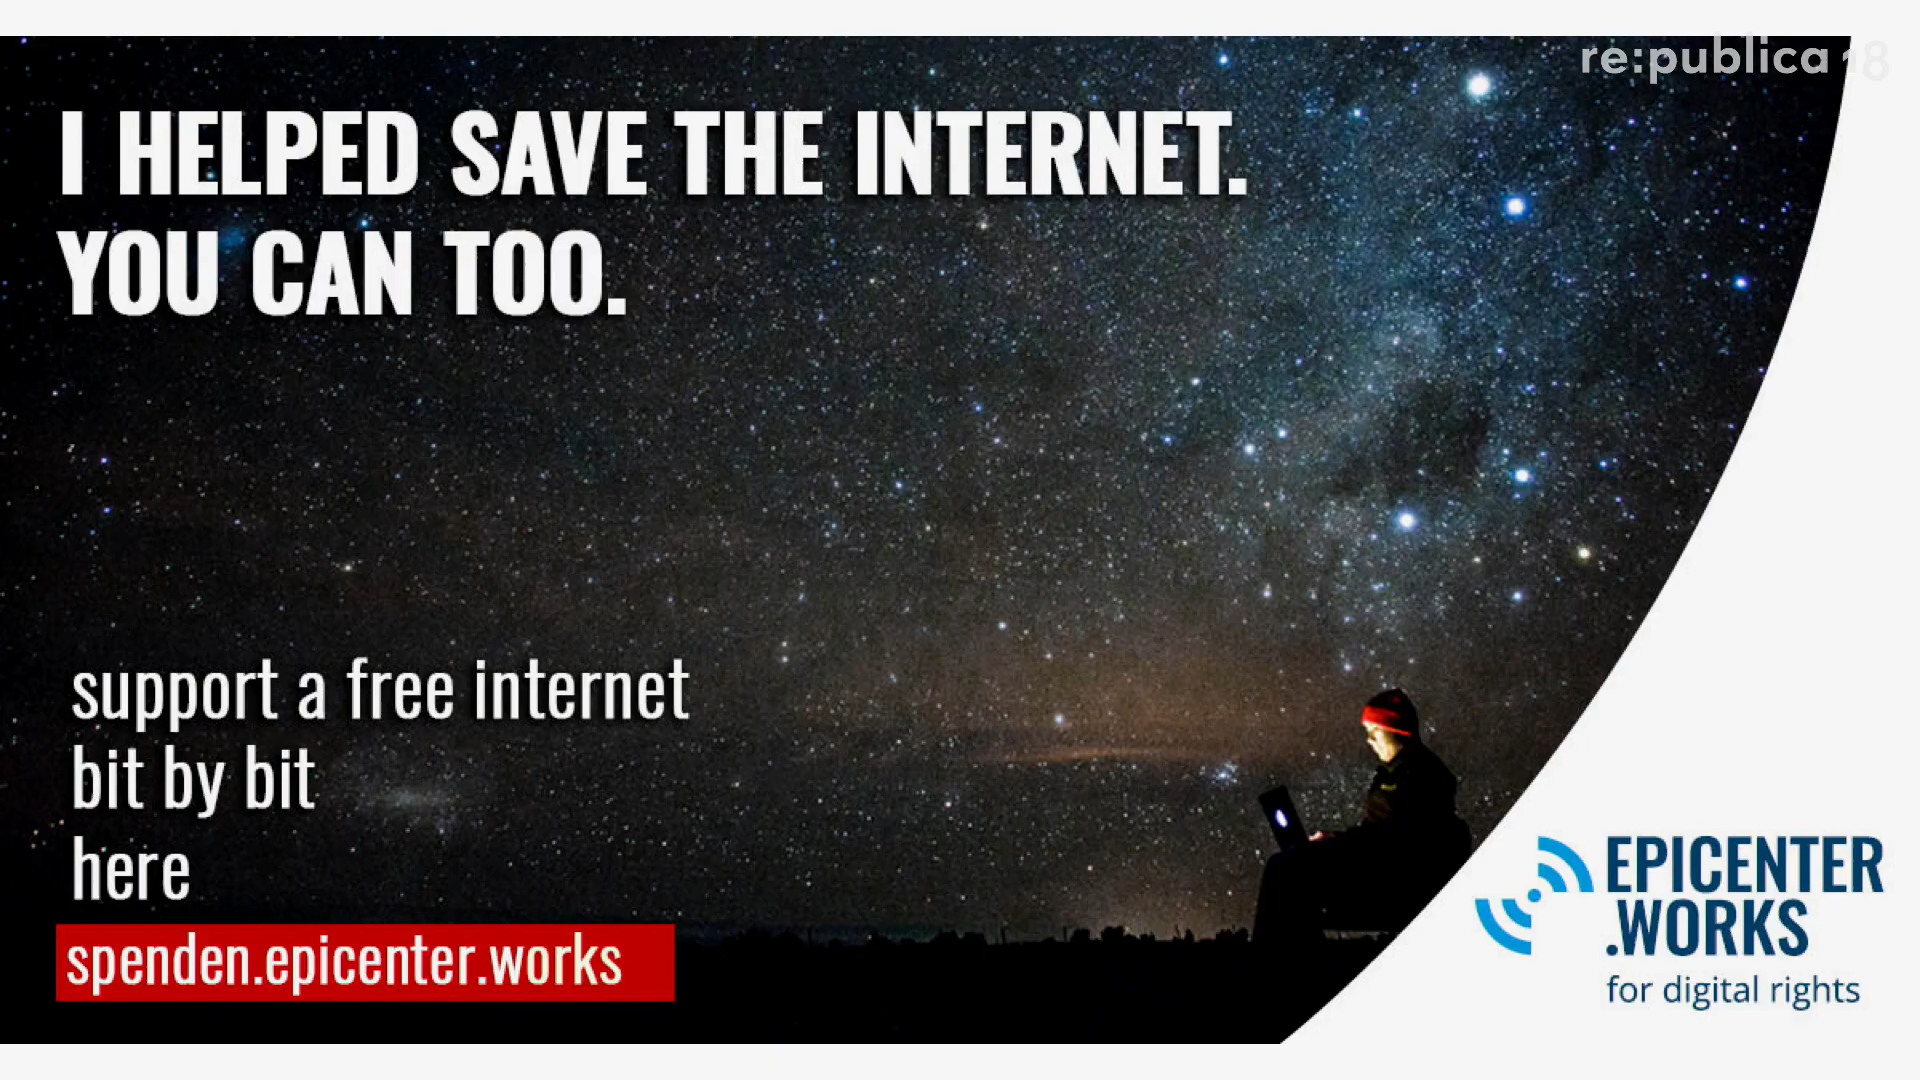 re:publica 18
I HELPED SAVE THE INTERNET.
YOU CAN TOO.
support a free internet
bit by bit
here
spenden.epicenter.works
EPICENTER
.WORKS
for digital rights